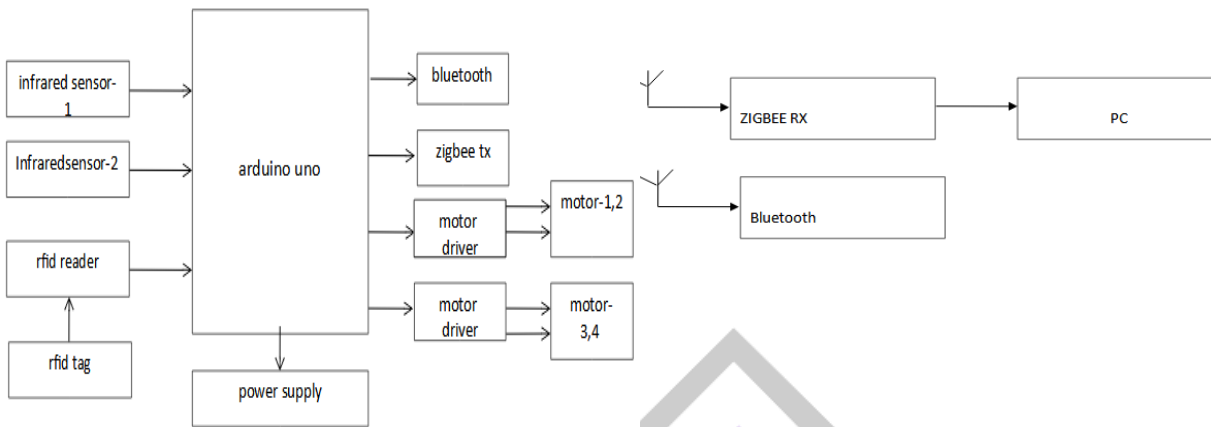 infrared sensor-
1
Infraredsensor-2
rfid reader
rfid tag
arduino uno
power supply
bluetooth
zigbee tx
motor
driver
motor-1,2
motor
driver
motor-
3,4
ZIGBEE RX
PC
Bluetooth